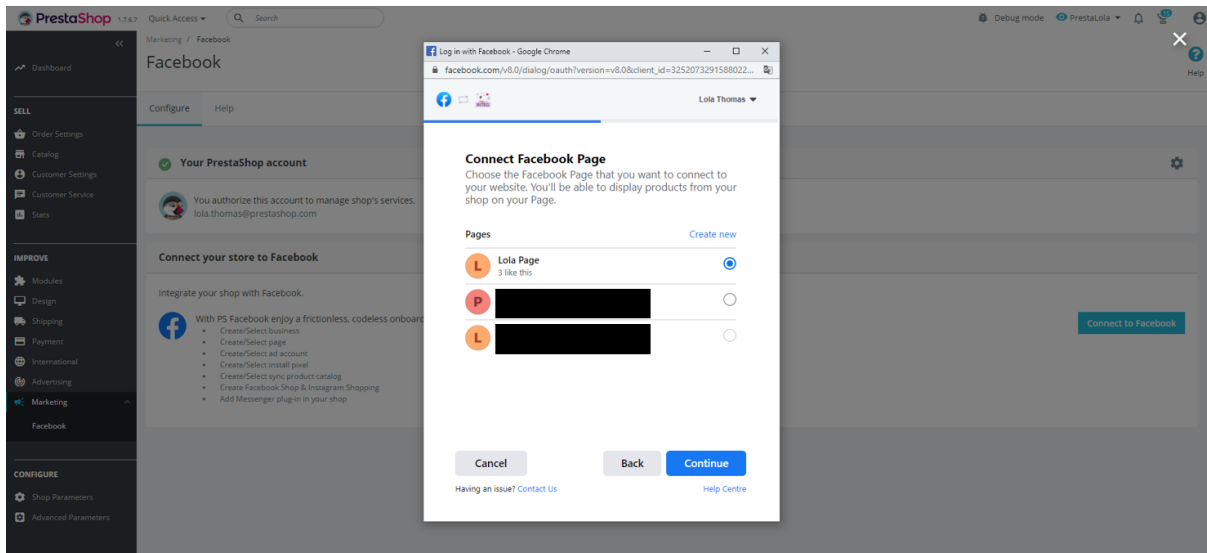 PrestaShop 1.7.6.7 Quick Access Search Debug mode PrestaLola
Marketing / Facebook
Facebook
Help
Configure Help
Dashboard
SELL
Order Settings
Catalog
Customer Settings
Customer Service
Stats
IMPROVE
Modules
Design
Shipping
Payment
International
Advertising
Marketing
Facebook
CONFIGURE
Shop Parameters
Advanced Parameters
Your PrestaShop account
You authorize this account to manage shop's services.
lola.thomas@prestashop.com
Connect your store to Facebook
Integrate your shop with Facebook.
With PS Facebook enjoy a frictionless, codeless onboard
Create/Select business
Create/Select page
Create/Select ad account
Create/Select install pixel
Create/Select sync product catalog
Create Facebook Shop & Instagram Shopping
Add Messenger plug-in in your shop
Connect to Facebook
Log in with Facebook - Google Chrome
facebook.com/v8.0/dialog/oauth?version=v8.0&client_id=3252073291588022...
Lola Thomas
Connect Facebook Page
Choose the Facebook Page that you want to connect to
your website. You'll be able to display products from your
shop on your Page.
Pages Create new
L Lola Page
3 like this
P
L
Cancel Back Continue
Having an issue? Contact Us Help Centre